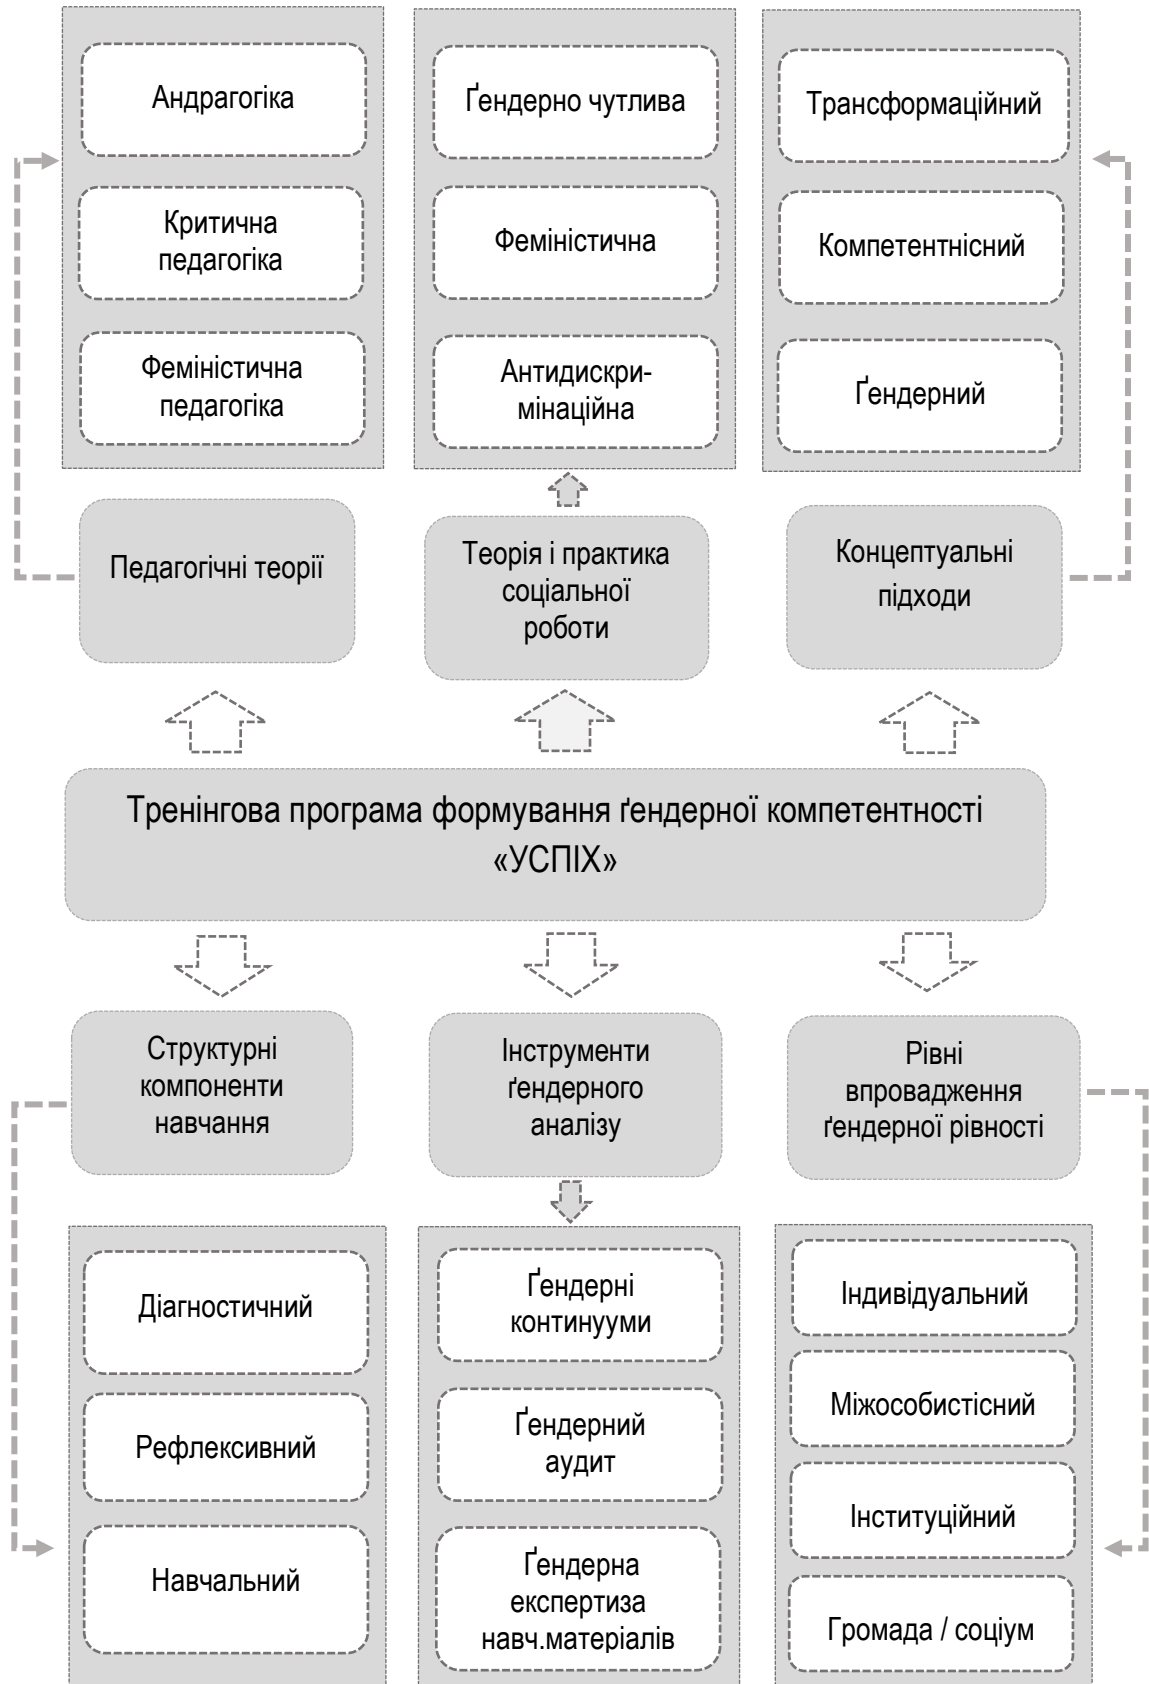 Андрагогіка
Критична
педагогіка
Феміністична
педагогіка
Ґендерно чутлива
Феміністична
Антидискри-
мінаційна
Трансформаційний
Компетентнісний
Ґендерний
Педагогічні теорії
Теорія і практика
соціальної
роботи
Концептуальні
підходи
Тренінгова програма формування ґендерної компетентності
«УСПІХ»
Структурні
компоненти
навчання
Інструменти
ґендерного
аналізу
Рівні
впровадження
ґендерної рівності
Діагностичний
Рефлексивний
Навчальний
Ґендерні
континууми
Ґендерний
аудит
Ґендерна
експертиза
навч.матеріалів
Індивідуальний
Міжособистісний
Інституційний
Громада / соціум